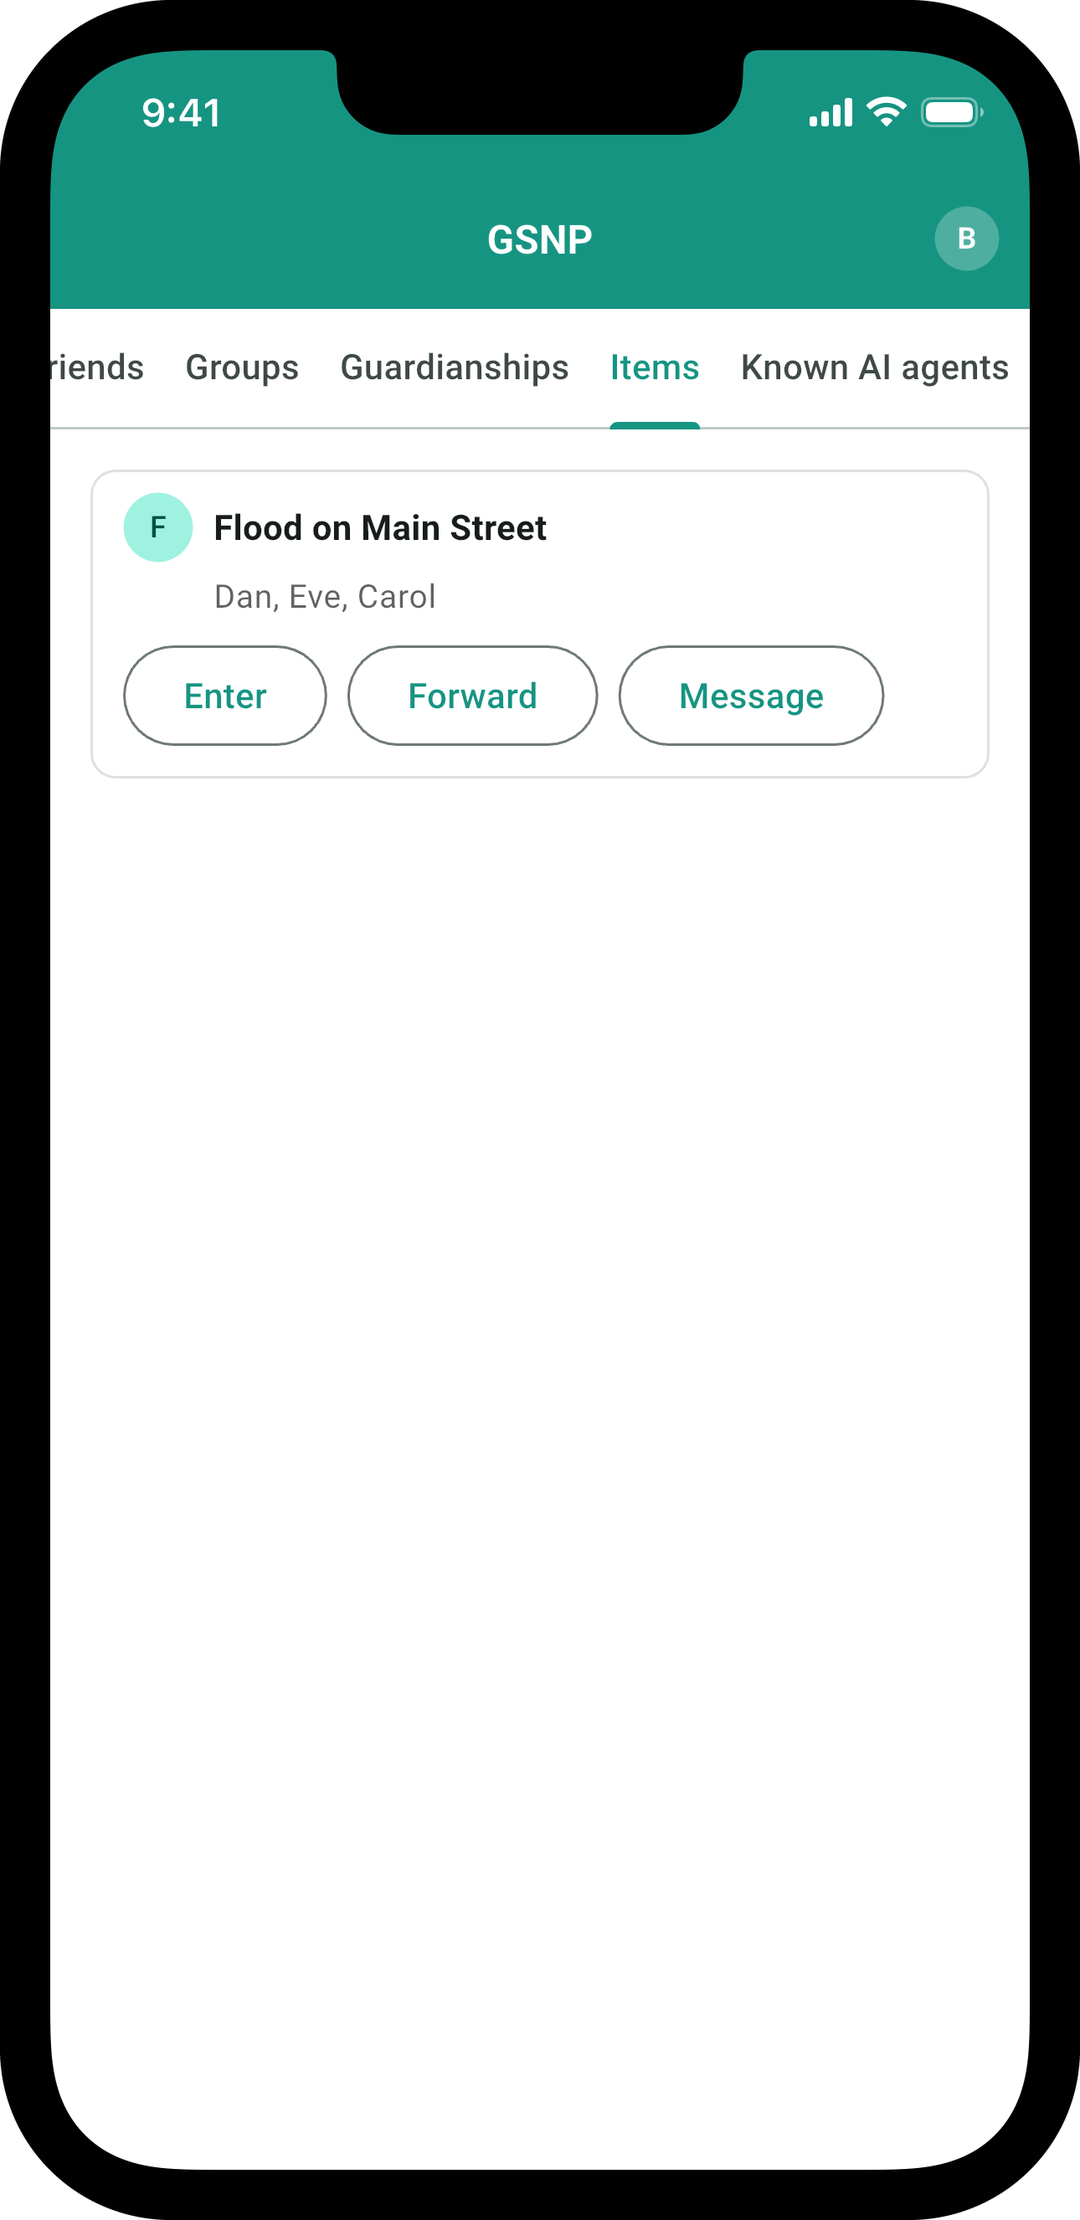 9:41
GSNP
B
riends Groups Guardianships Items Known AI agents
F Flood on Main Street
Dan, Eve, Carol
Enter Forward Message